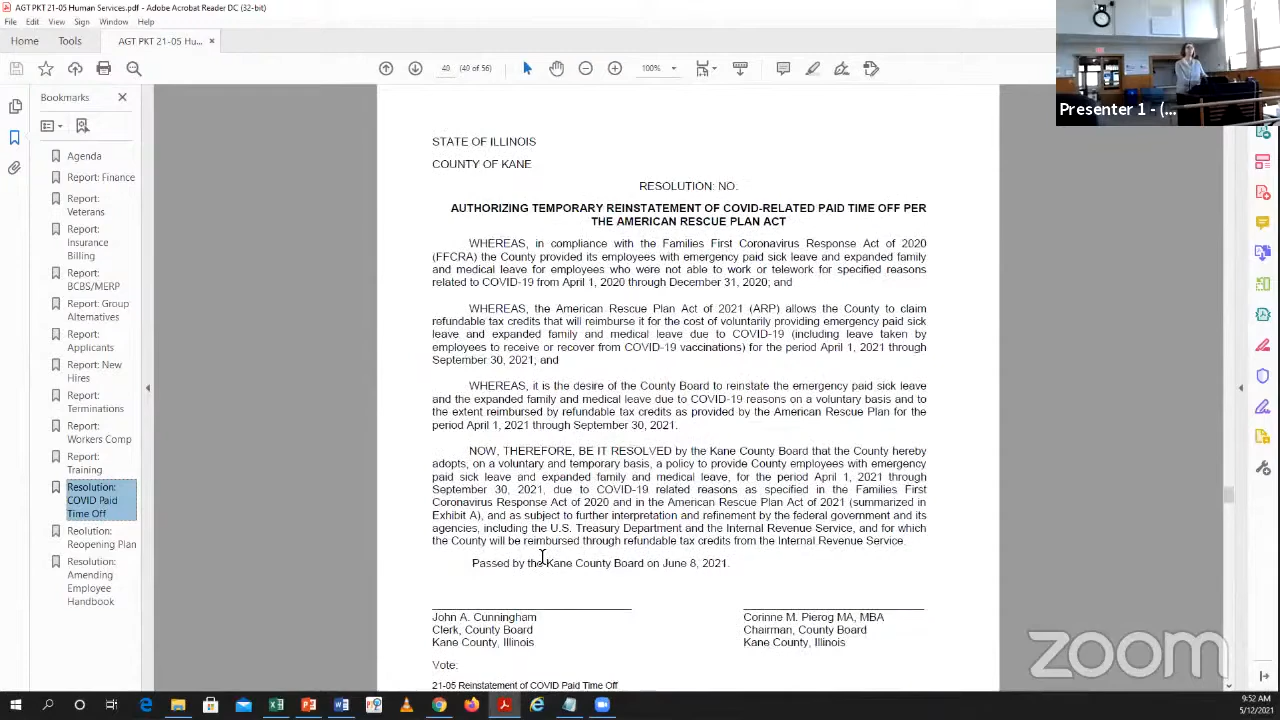 AGT PKT 21-05 Human Services.pdf - Adobe Acrobat Reader DC (32-bit)
File Edit View Sign Window Help
Home Tools AGT PKT 21-05 Hu... ×
40 (40 of 56) 100%
Presenter 1 - (...
Bookmarks
Agenda
Report: Finance
Report:
Veterans
Report:
Insurance
Billing
Report:
BCBS/MERP
Report: Group
Alternatives
Report:
Applicants
Report: New
Hires
Report:
Terminations
Report:
Workers Comp
Report:
Training
Resolution:
COVID Paid
Time Off
Reolution:
Reopening Plan
Resolution:
Amending
Employee
Handbook
STATE OF ILLINOIS
COUNTY OF KANE
RESOLUTION: NO.
AUTHORIZING TEMPORARY REINSTATEMENT OF COVID-RELATED PAID TIME OFF PER
THE AMERICAN RESCUE PLAN ACT
WHEREAS, in compliance with the Families First Coronavirus Response Act of 2020
(FFCRA) the County provided its employees with emergency paid sick leave and expanded family
and medical leave for employees who were not able to work or telework for specified reasons
related to COVID-19 from April 1, 2020 through December 31, 2020; and
WHEREAS, the American Rescue Plan Act of 2021 (ARP) allows the County to claim
refundable tax credits that will reimburse it for the cost of voluntarily providing emergency paid sick
leave and expanded family and medical leave due to COVID-19 (including leave taken by
employees to receive or recover from COVID-19 vaccinations) for the period April 1, 2021 through
September 30, 2021; and
WHEREAS, it is the desire of the County Board to reinstate the emergency paid sick leave
and the expanded family and medical leave due to COVID-19 reasons on a voluntary basis and to
the extent reimbursed by refundable tax credits as provided by the American Rescue Plan for the
period April 1, 2021 through September 30, 2021.
NOW, THEREFORE, BE IT RESOLVED by the Kane County Board that the County hereby
adopts, on a voluntary and temporary basis, a policy to provide County employees with emergency
paid sick leave and expanded family and medical leave, for the period April 1, 2021 through
September 30, 2021, due to COVID-19 related reasons as specified in the Families First
Coronavirus Response Act of 2020 and in the American Rescue Plan Act of 2021 (summarized in
Exhibit A), and as subject to further interpretation and refinement by the federal government and its
agencies, including the U.S. Treasury Department and the Internal Revenue Service, and for which
the County will be reimbursed through refundable tax credits from the Internal Revenue Service.
Passed by the Kane County Board on June 8, 2021.
John A. Cunningham
Clerk, County Board
Kane County, Illinois
Corinne M. Pierog MA, MBA
Chairman, County Board
Kane County, Illinois
Vote:
21-05 Reinstatement of COVID Paid Time Off
zoom
9:52 AM
5/12/2021